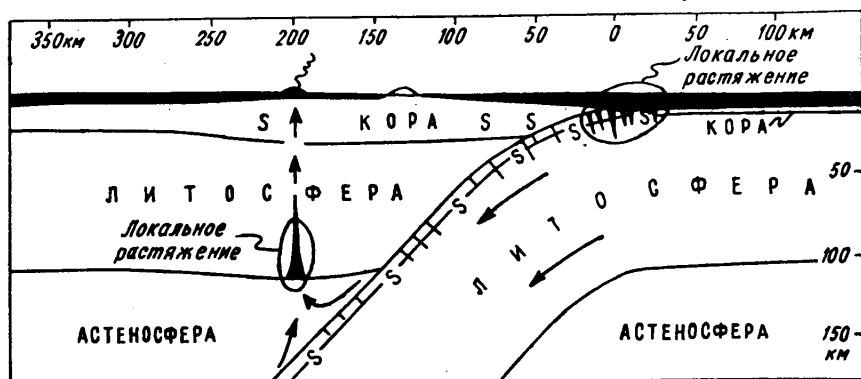 350км 300 250 200 150 100 50 0 50 100км
Локальное
растяжение
S КОРА S S S S КОРА
50
ЛИТОСФЕРА
S
ЛИТОСФЕРА
S
Локальное
растяжение
100
S
АСТЕНОСФЕРА
АСТЕНОСФЕРА
150
км
S